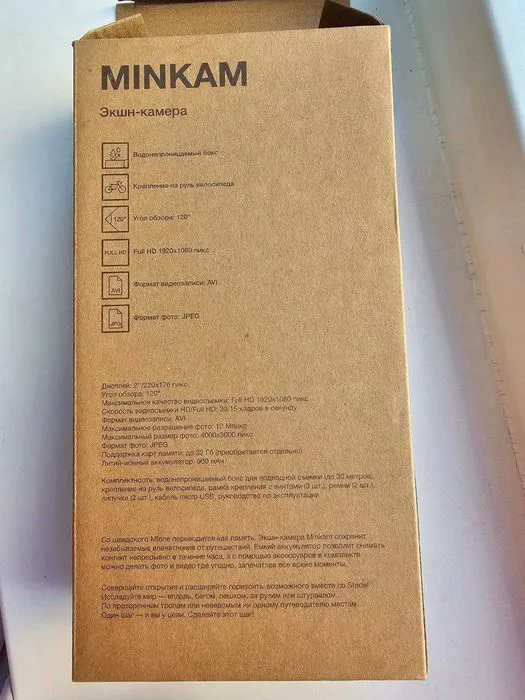 MINKAM
Экшн-камера
Водонепроницаемый бокс
Крепление на руль велосипеда
120°
Угол обзора: 120°
FULL HD
Full HD 1920x1080 пикс
AVI
Формат видеозаписи: AVI
JPG
Формат фото: JPEG
Дисплей: 2"/220x176 пикс
Угол обзора: 120°
Максимальное качество видеосъемки: Full HD 1920x1080 пикс
Скорость видеосъемки HD/Full HD: 30/15 кадров в секунду
Формат видеозаписи: AVI
Максимальное разрешение фото: 12 Мпикс
Максимальный размер фото: 4000x3000 пикс
Формат фото: JPEG
Поддержка карт памяти: до 32 Гб (приобретается отдельно)
Литий-ионный аккумулятор: 900 мАч
Комплектность: водонепроницаемый бокс для подводной съемки (до 30 метров),
крепление на руль велосипеда, рамка крепления с винтами (3 шт.), ремни (2 шт.),
липучки (2 шт.), кабель micro USB, руководство по эксплуатации
Со шведского Minne переводится как память. Экшн-камера Minkam сохранит
незабываемые впечатления от путешествий. Емкий аккумулятор позволит снимать
контент непрерывно в течение часа, а с помощью аксессуаров в комплекте
можно делать фото и видео где угодно, запечатлев все яркие моменты.
Совершайте открытия и расширяйте горизонты возможного вместе со Stride!
Исследуйте мир — вплавь, бегом, пешком, за рулем или штурвалом.
По проторенным тропам или неведомым ни одному путеводителю местам.
Один шаг — и вы у цели. Сделайте этот шаг!